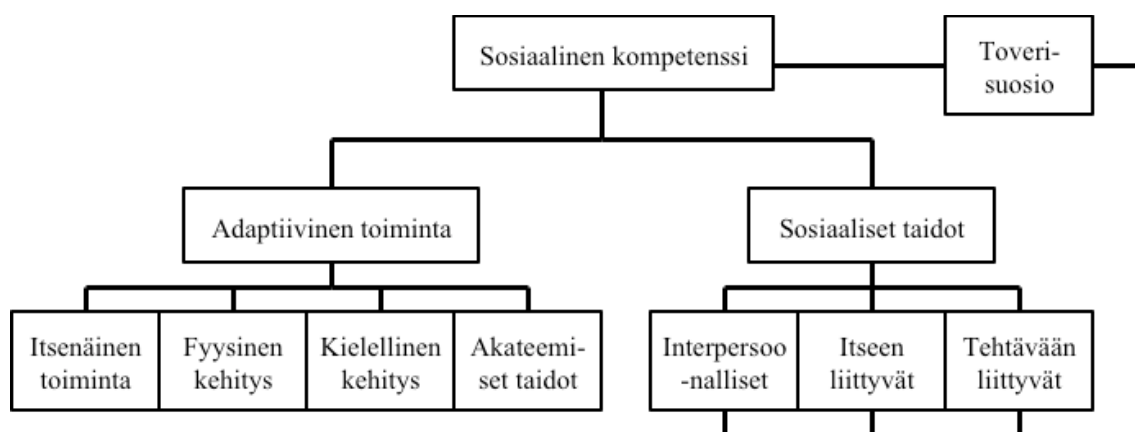 Sosiaalinen kompetenssi
Toveri-
suosio
Adaptiivinen toiminta
Sosiaaliset taidot
Itsenäinen
toiminta
Fyysinen
kehitys
Kielellinen
kehitys
Akateemi-
set taidot
Interpersoo
-nalliset
Itseen
liittyvät
Tehtävään
liittyvät